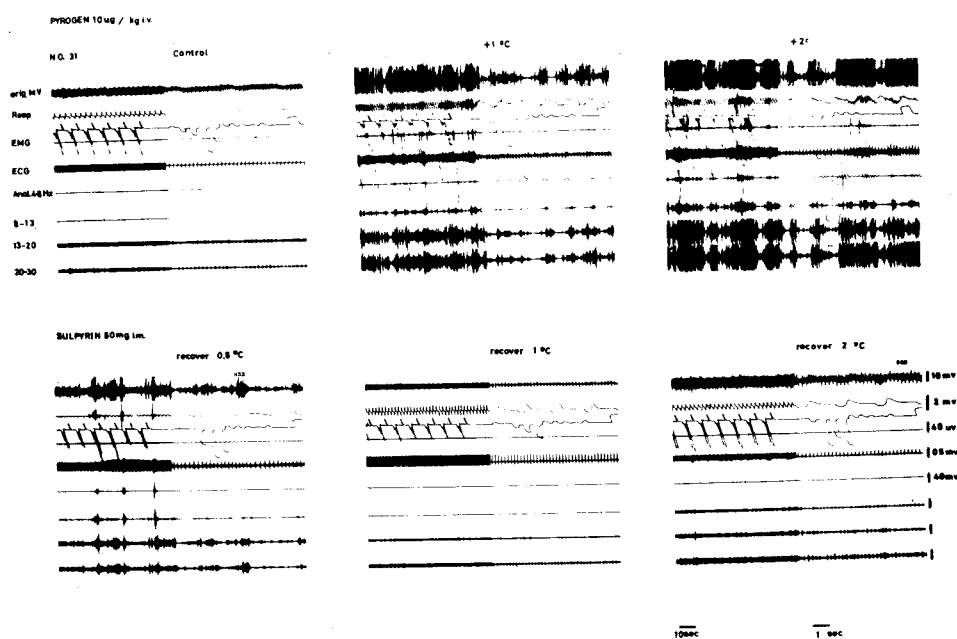 PYROGEN 10ug / kg i.v.
NO. 31
Control
+1 °C
+2
orig MV
Resp
EMG
ECG
Anal.4-8 Hz
8-13
13-20
20-30
SULPYRIN 50mg i.m.
recover 0,5 °C
recover 1 °C
recover 2 °C
10 mv
2 mv
40 uv
05 mv
40 mv
10sec
1 sec